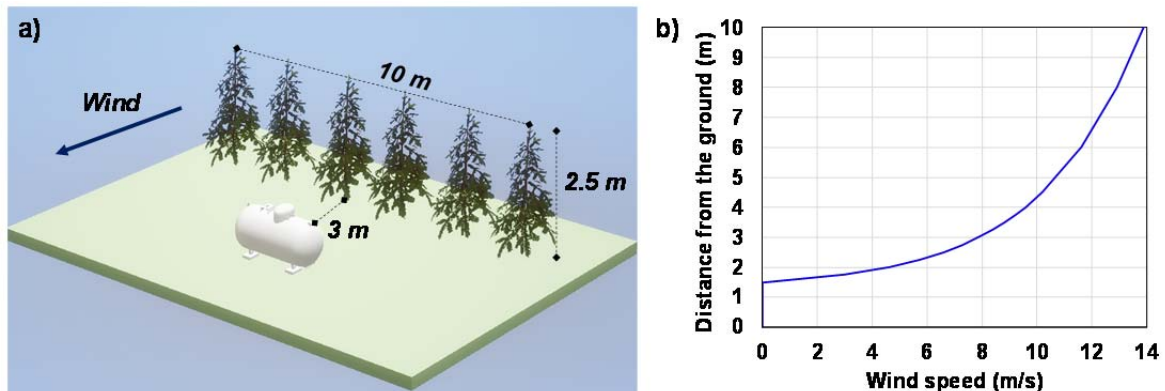 a)
10 m
Wind
2.5 m
3 m
b)
Distance from the ground (m)
10
9
8
7
6
5
4
3
2
1
0
0 2 4 6 8 10 12 14
Wind speed (m/s)